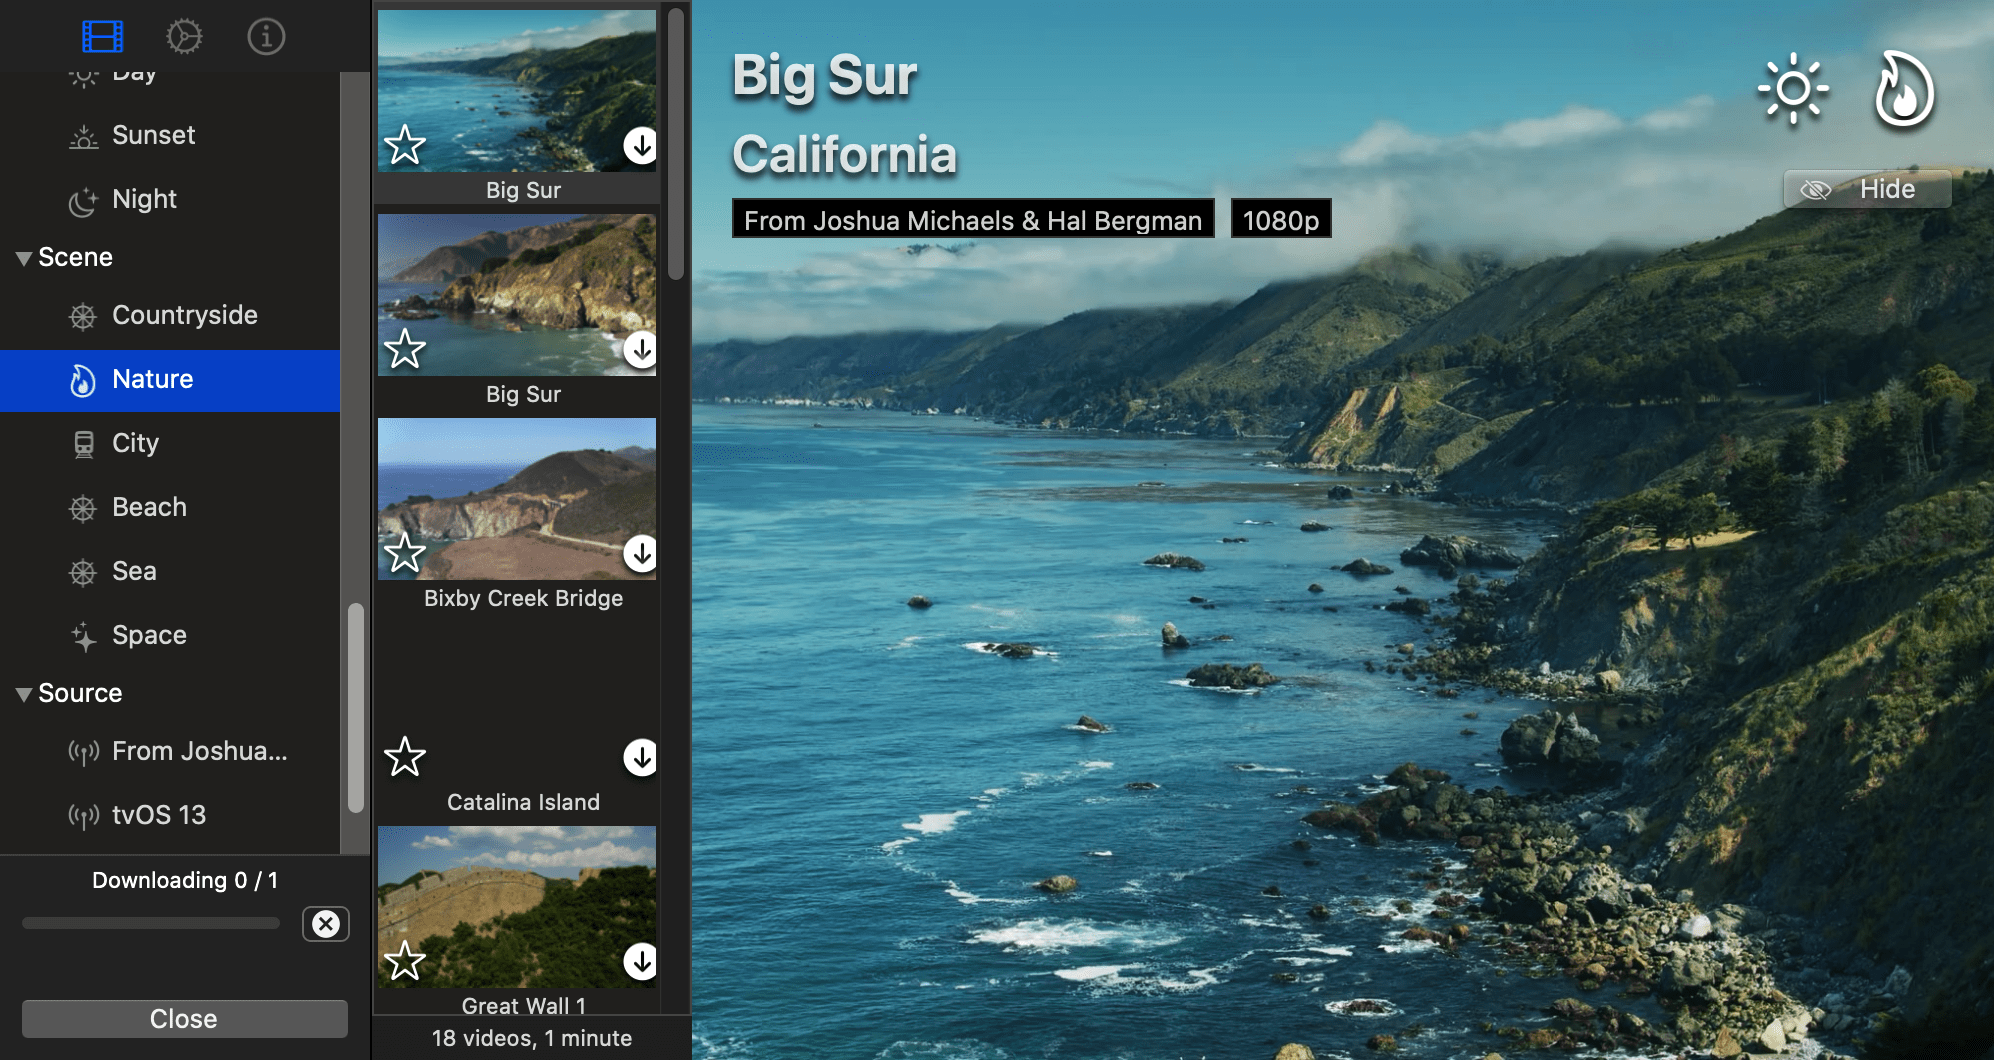 Day
Sunset
Night
Scene
Countryside
Nature
City
Beach
Sea
Space
Source
From Joshua...
tvOS 13
Downloading 0 / 1
Close
Big Sur
Big Sur
Bixby Creek Bridge
Catalina Island
Great Wall 1
18 videos, 1 minute
Big Sur
California
From Joshua Michaels & Hal Bergman
1080p
Hide